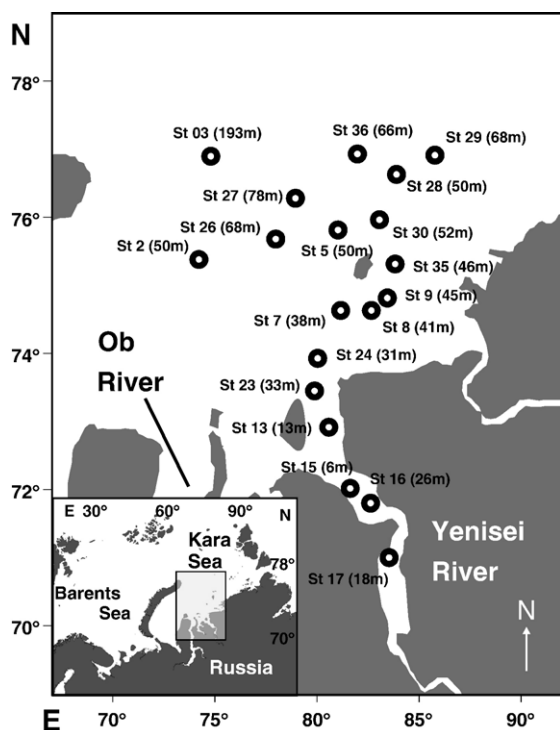 N
78°
St 03 (193m)
St 36 (66m)
St 29 (68m)
St 28 (50m)
St 27 (78m)
76°
St 26 (68m)
St 30 (52m)
St 2 (50m)
St 5 (50m)
St 35 (46m)
St 9 (45m)
St 7 (38m)
St 8 (41m)
74°
Ob
River
St 24 (31m)
St 23 (33m)
St 13 (13m)
St 15 (6m)
St 16 (26m)
72°
E 30° 60° 90° N
Kara
Sea
78°
Barents
Sea
70°
Russia
Yenisei
River
St 17 (18m)
N
70°
E
70° 75° 80° 85° 90°